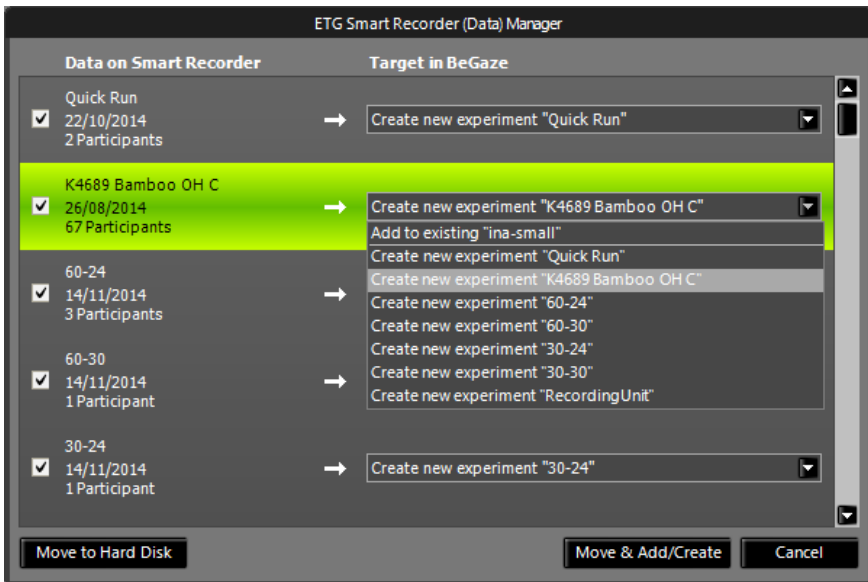 ETG Smart Recorder (Data) Manager
Data on Smart Recorder
Target in BeGaze
Quick Run
22/10/2014
2 Participants
Create new experiment "Quick Run"
K4689 Bamboo OH C
26/08/2014
67 Participants
Create new experiment "K4689 Bamboo OH C"
Add to existing "ina-small"
Create new experiment "Quick Run"
Create new experiment "K4689 Bamboo OH C"
Create new experiment "60-24"
Create new experiment "60-30"
Create new experiment "30-24"
Create new experiment "30-30"
Create new experiment "RecordingUnit"
60-24
14/11/2014
3 Participants
60-30
14/11/2014
1 Participant
30-24
14/11/2014
1 Participant
Create new experiment "30-24"
Move to Hard Disk
Move & Add/Create
Cancel